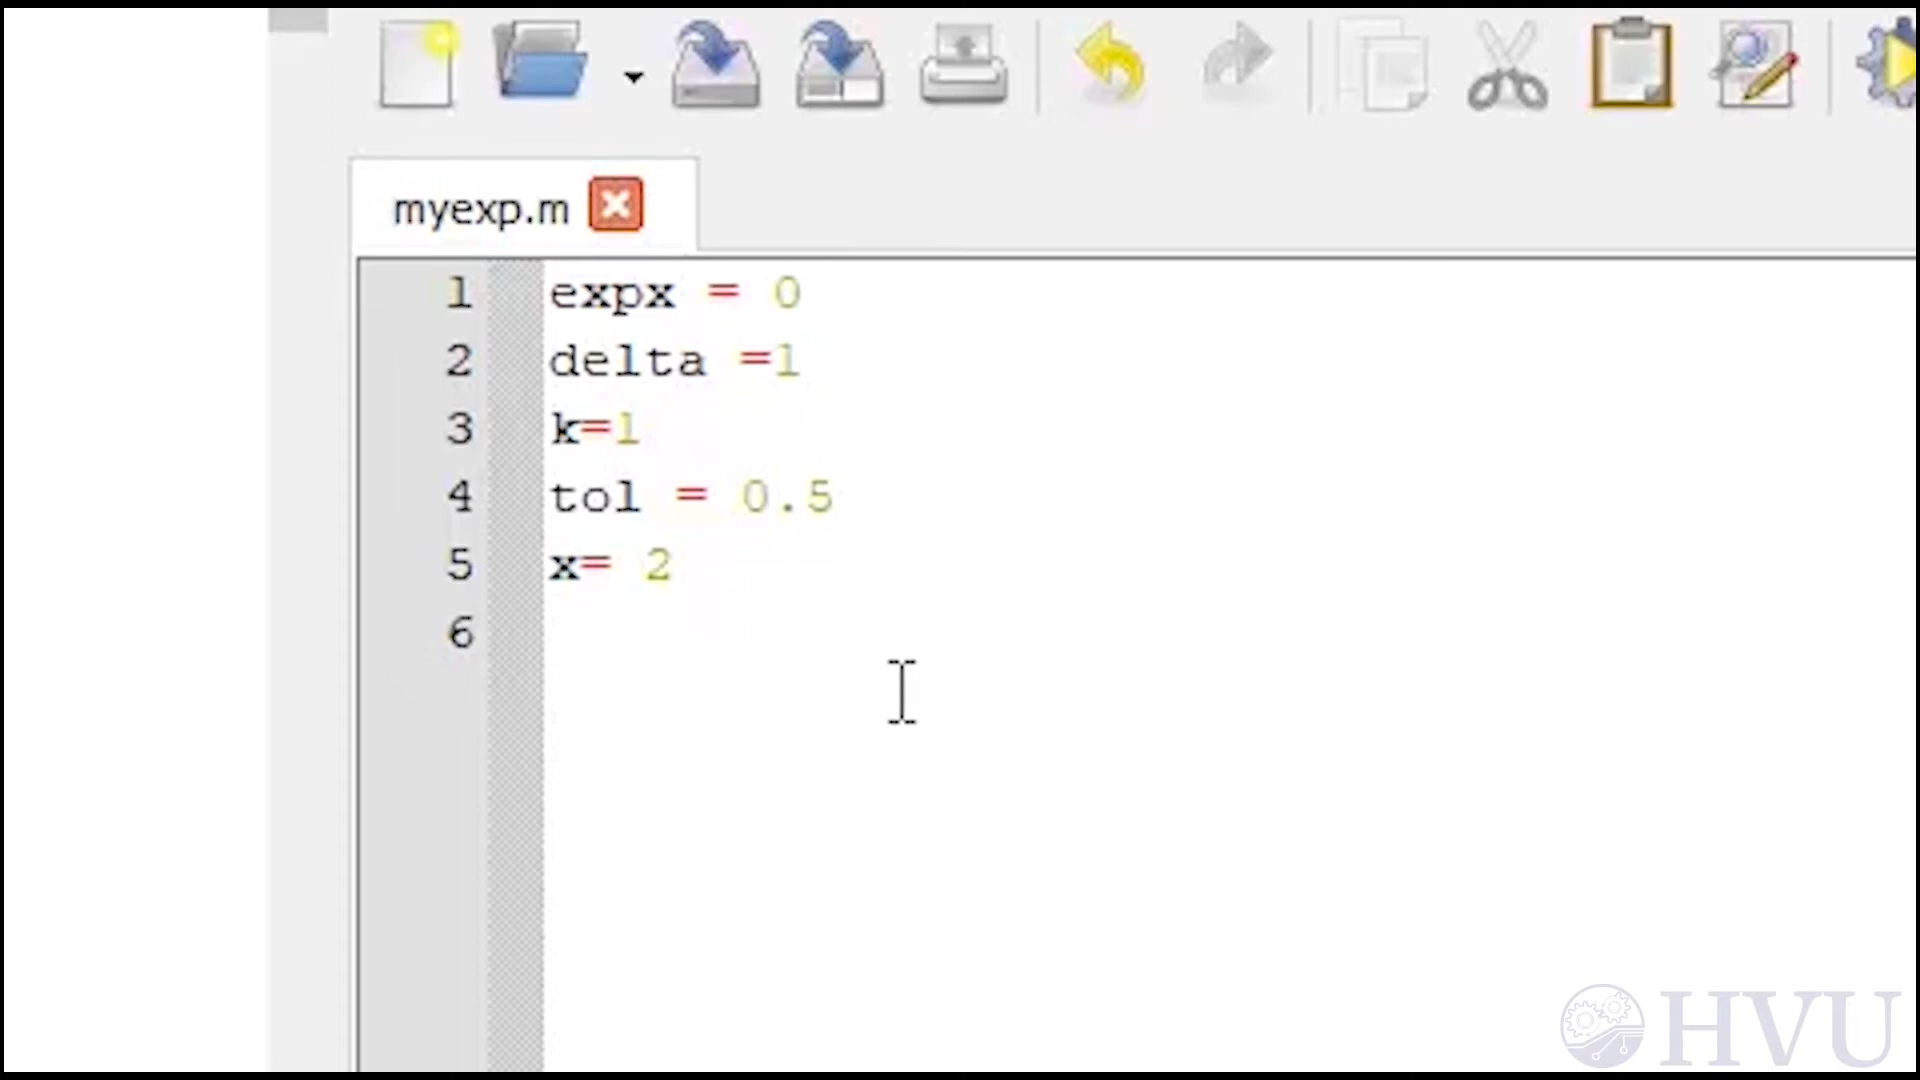 myexp.m
1 expx = 0
2 delta =1
3 k=1
4 tol = 0.5
5 x= 2
6
HVU